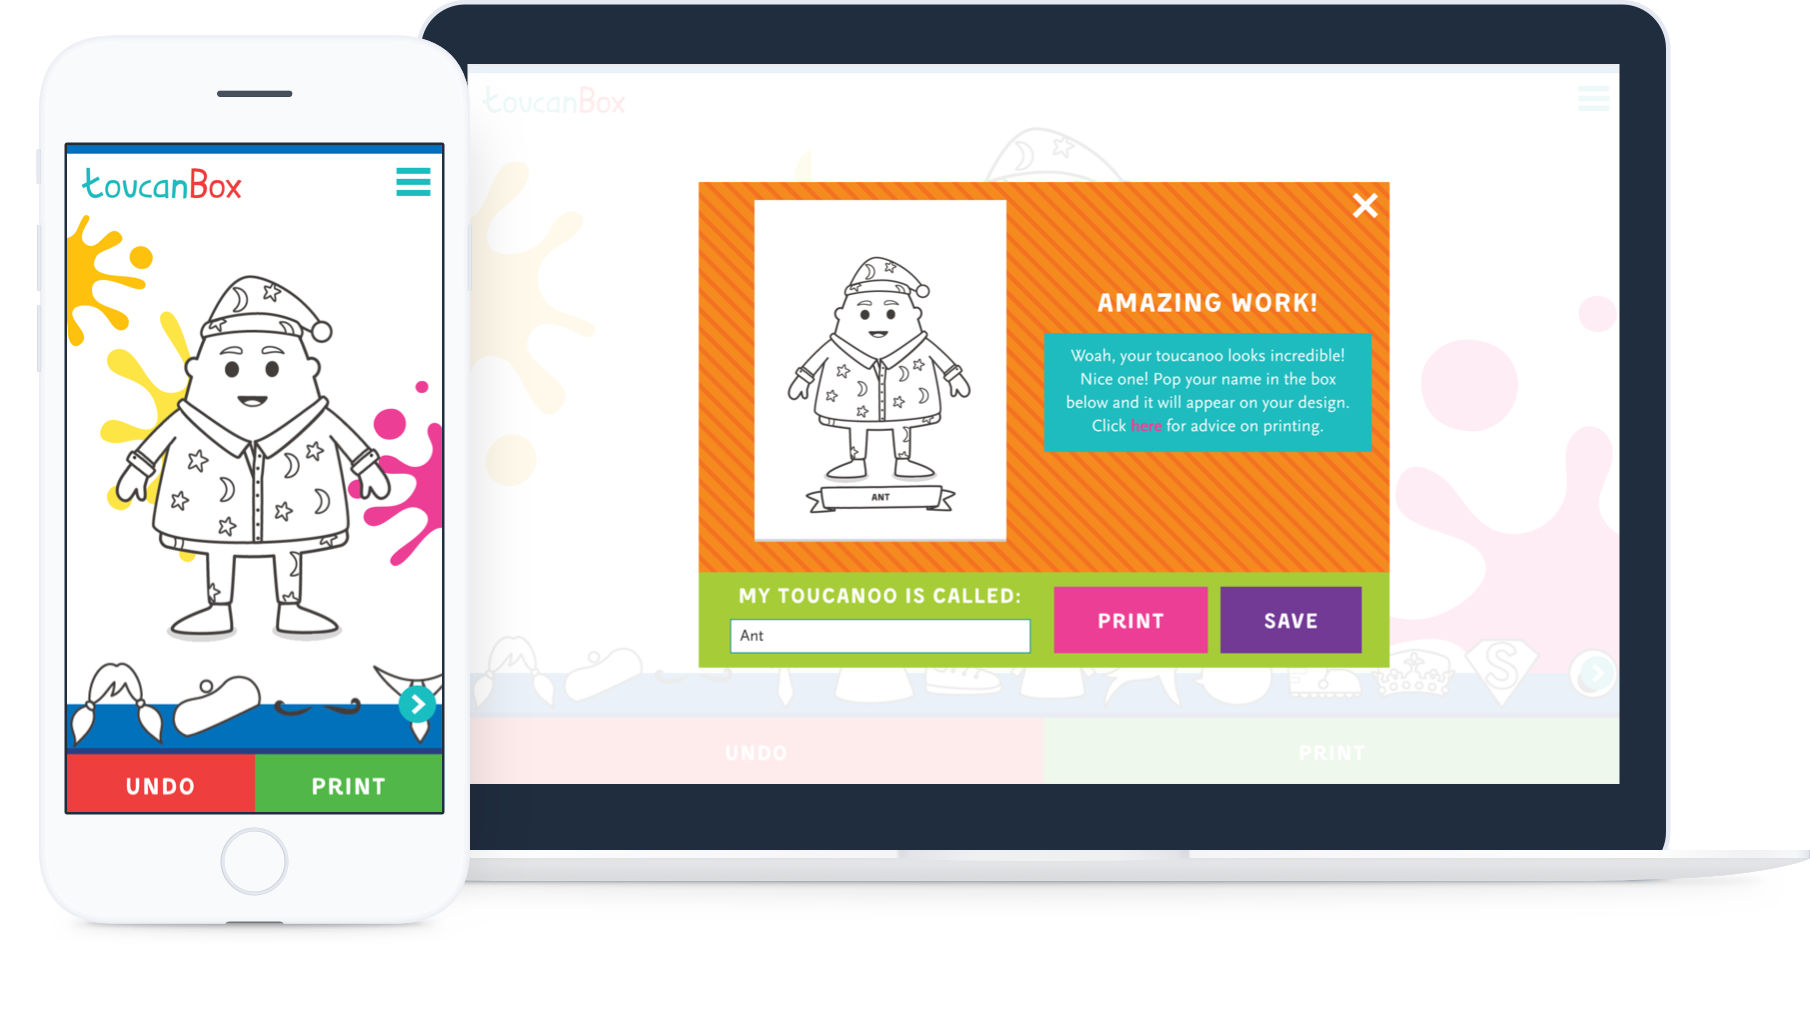 toucanBox
UNDO
PRINT
toucanBox
AMAZING WORK!
Woah, your toucanoo looks incredible!
Nice one! Pop your name in the box
below and it will appear on your design.
Click here for advice on printing.
ANT
MY TOUCANOO IS CALLED:
Ant
PRINT
SAVE
S
UNDO
PRINT